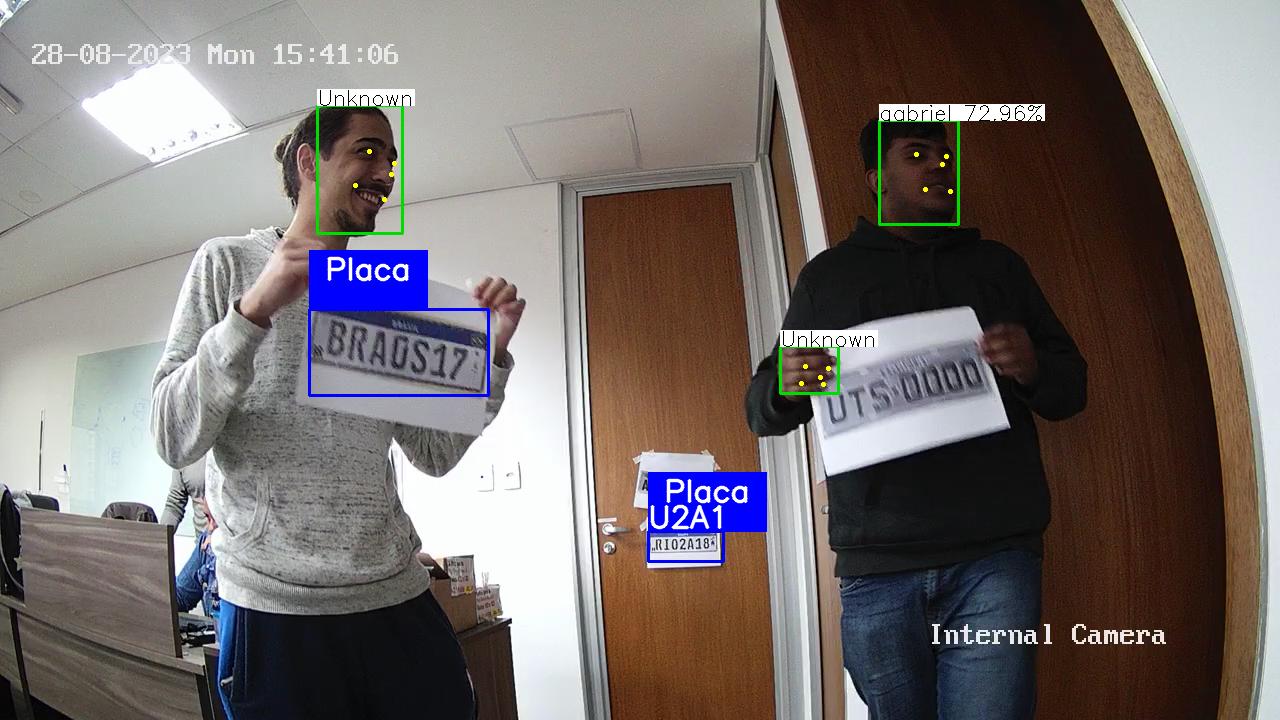 28-08-2023 Mon 15:41:06
Unknown
gabriel 72.96%
Placa
BRASIL
BRA0S17
Unknown
UTS-0000
Placa
U2A1
RIO2A18
Internal Camera